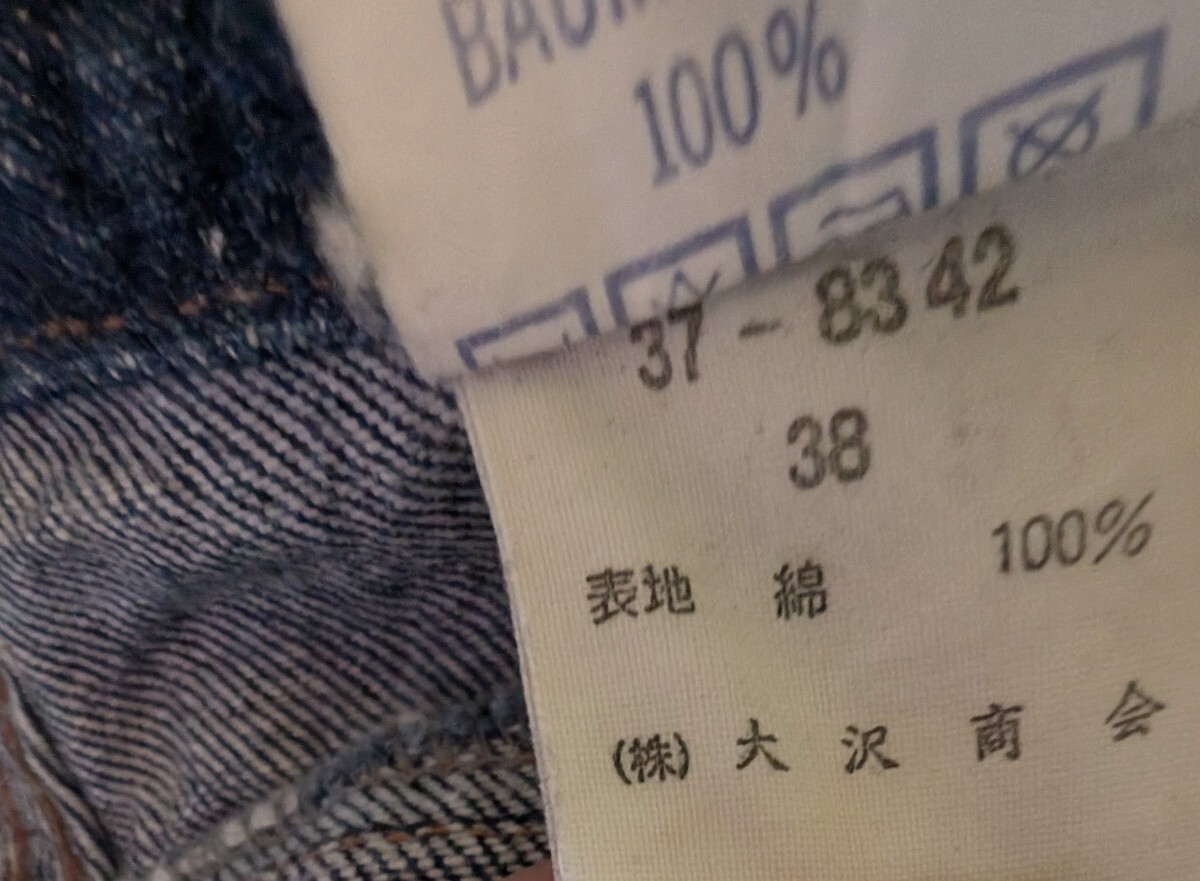 100%
37-8342
38
表地 綿 100%
(株) 大沢商会